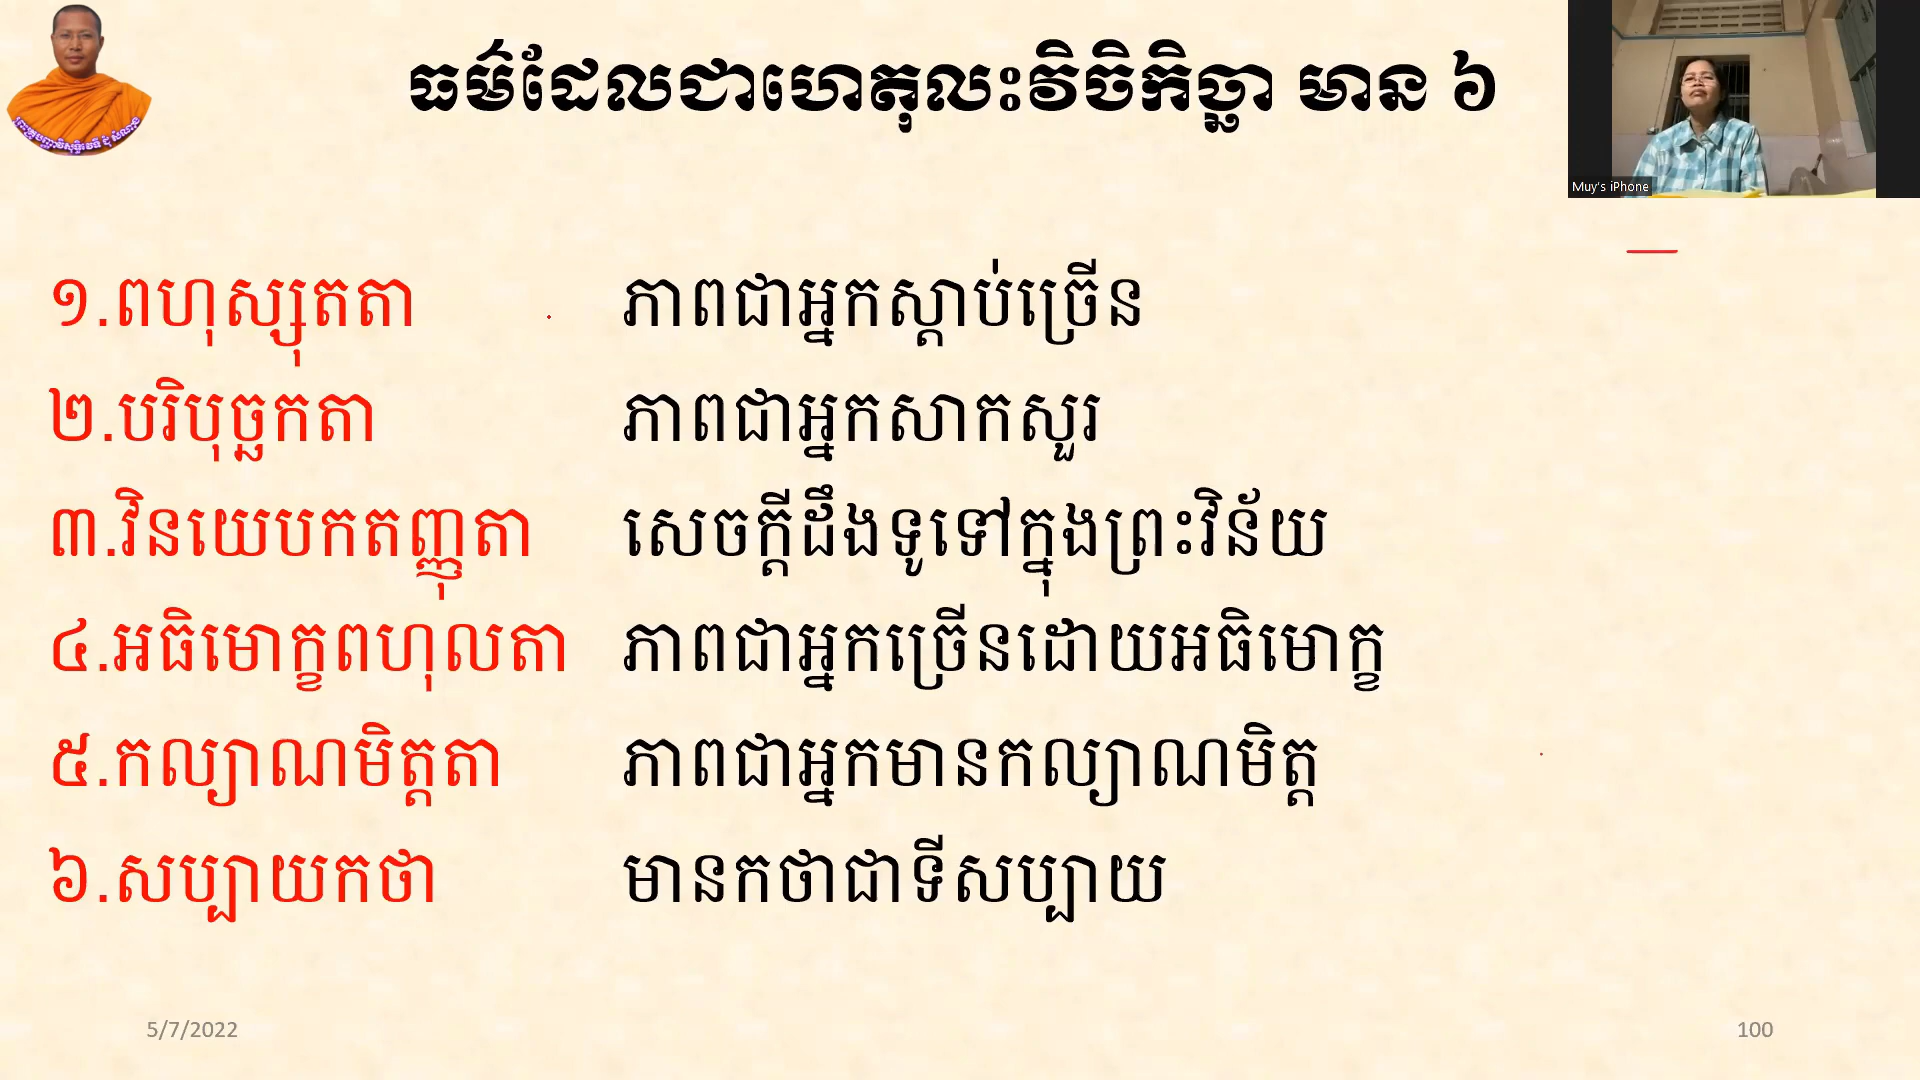 ធម៌ដែលជាហេតុលះវិចិកិច្ឆា មាន ៦
Muy's iPhone
១.ពហុស្សុតតា ភាពជាអ្នកស្ដាប់ច្រើន
២.បរិបុច្ឆកតា ភាពជាអ្នកសាកសួរ
៣.វិនយេបកតញ្ញុតា សេចក្ដីដឹងទូទៅក្នុងព្រះវិន័យ
៤.អធិមោក្ខពហុលតា ភាពជាអ្នកច្រើនដោយអធិមោក្ខ
៥.កល្យាណមិត្តតា ភាពជាអ្នកមានកល្យាណមិត្ត
៦.សប្បាយកថា មានកថាជាទីសប្បាយ
5/7/2022 100